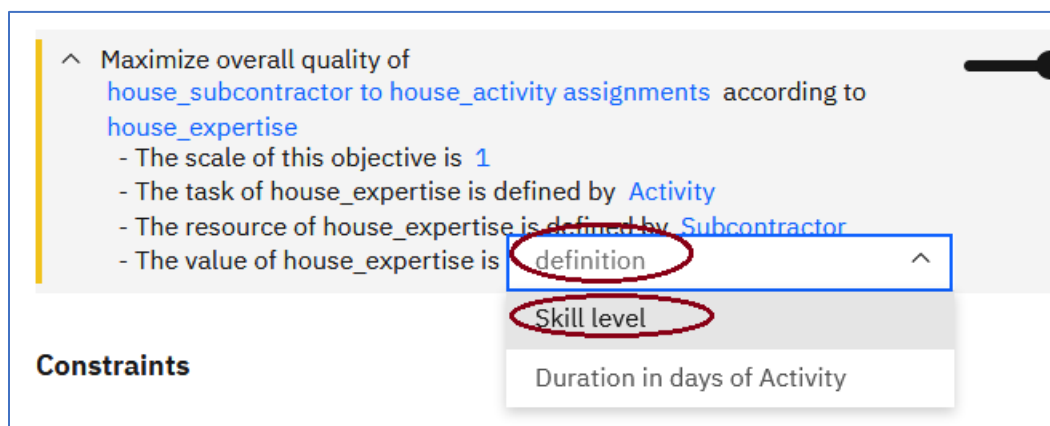 Maximize overall quality of
house_subcontractor to house_activity assignments according to
house_expertise
- The scale of this objective is 1
- The task of house_expertise is defined by Activity
- The resource of house_expertise is defined by Subcontractor
- The value of house_expertise is definition
Skill level
Constraints
Duration in days of Activity